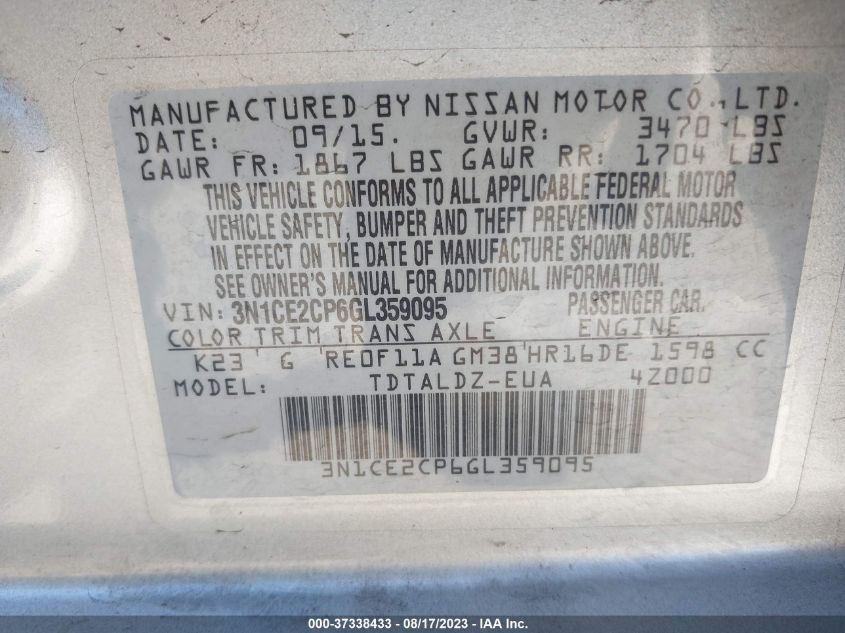 MANUFACTURED BY NISSAN MOTOR CO., LTD.
DATE: 09/15. GVWR: 3470 LBS
GAWR FR: 1867 LBS GAWR RR: 1704 LBS
THIS VEHICLE CONFORMS TO ALL APPLICABLE FEDERAL MOTOR
VEHICLE SAFETY, BUMPER AND THEFT PREVENTION STANDARDS
IN EFFECT ON THE DATE OF MANUFACTURE SHOWN ABOVE.
SEE OWNER'S MANUAL FOR ADDITIONAL INFORMATION.
VIN: 3N1CE2CP6GL359095 PASSENGER CAR.
COLOR TRIM TRANS AXLE ENGINE
K23 G RE0F11A GM38 HR16DE 1598 CC
MODEL: TDTALDZ-EUA 4Z000
3N1CE2CP6GL359095
000-37338433 - 08/17/2023 - IAA Inc.